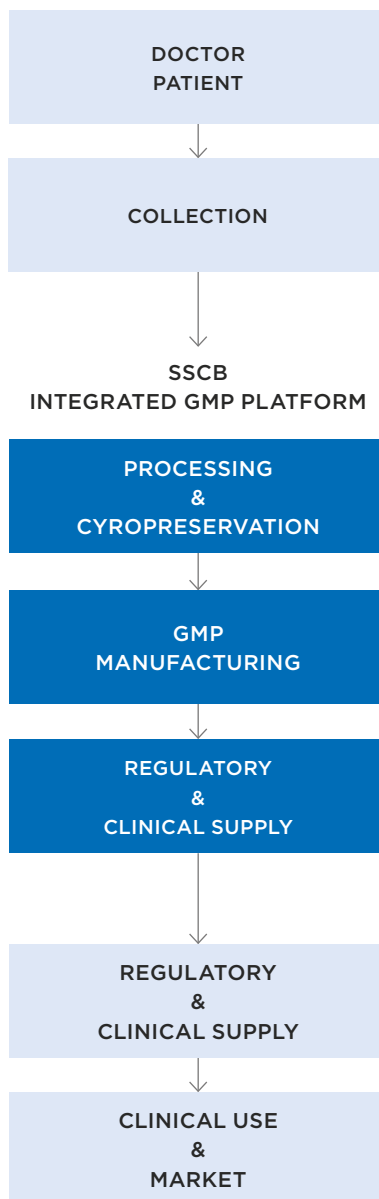 DOCTOR
PATIENT
COLLECTION
SSCB
INTEGRATED GMP PLATFORM
PROCESSING
&
CYROPRESERVATION
GMP
MANUFACTURING
REGULATORY
&
CLINICAL SUPPLY
REGULATORY
&
CLINICAL SUPPLY
CLINICAL USE
&
MARKET